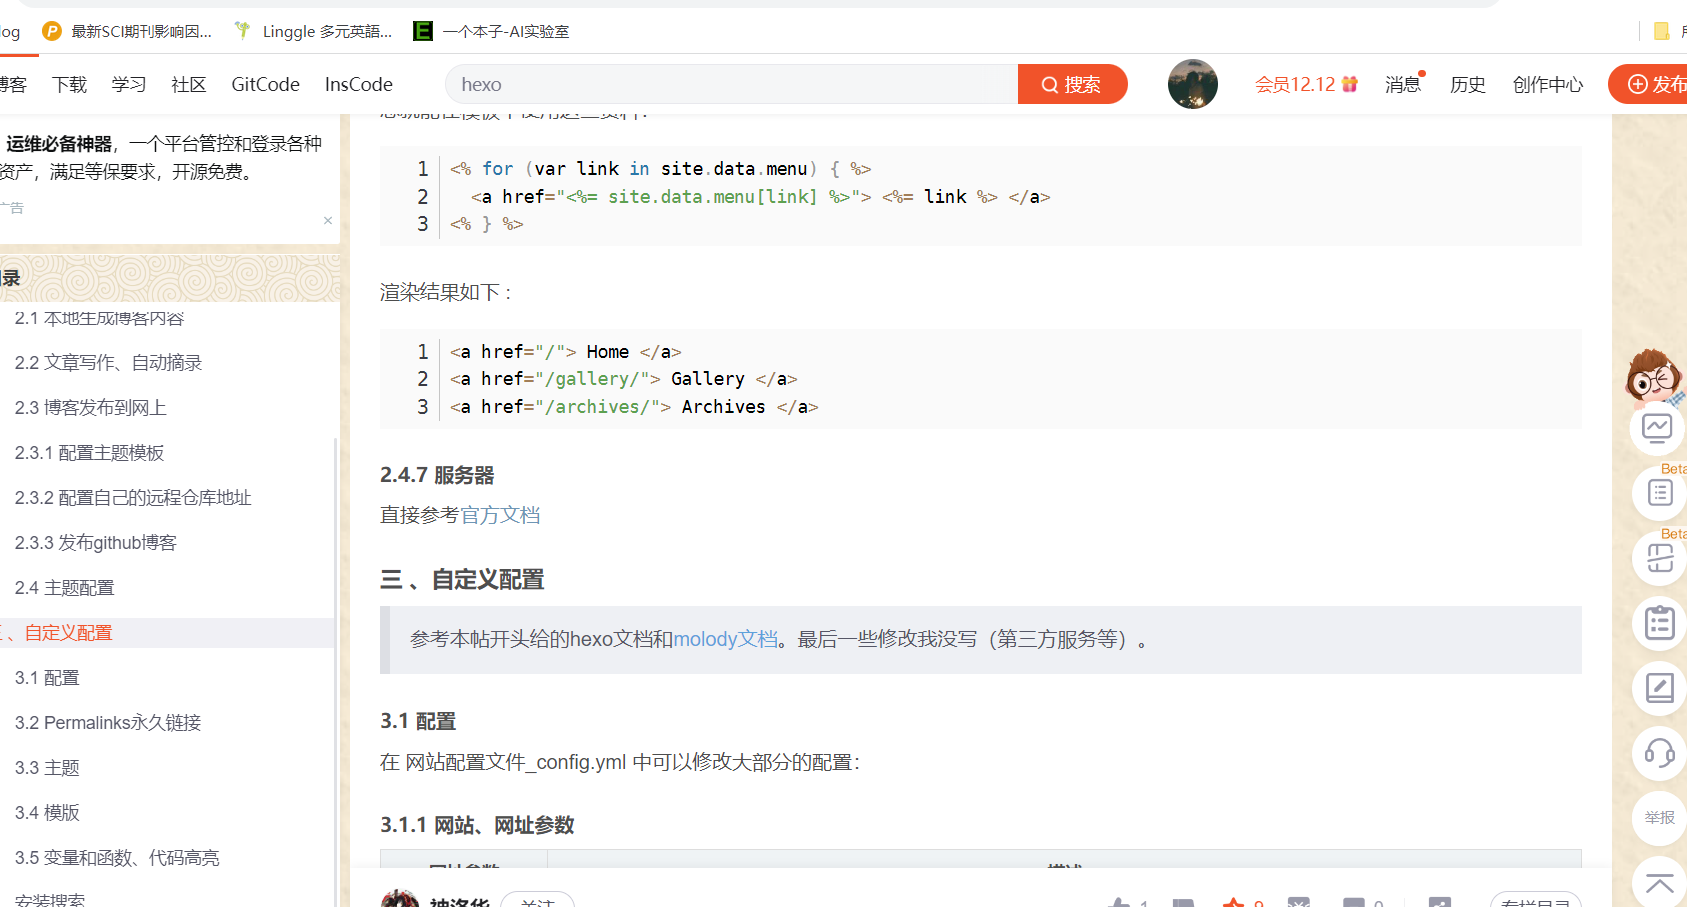 log
最新SCI期刊影响因...
Linggle 多元英語...
一个本子-AI实验室
博客
下载
学习
社区
GitCode
InsCode
hexo
搜索
会员12.12
消息
历史
创作中心
发布
运维必备神器，一个平台管控和登录各种
资产，满足等保要求，开源免费。
广告
×
目录
2.1 本地生成博客内容
2.2 文章写作、自动摘录
2.3 博客发布到网上
2.3.1 配置主题模板
2.3.2 配置自己的远程仓库地址
2.3.3 发布github博客
2.4 主题配置
三、自定义配置
3.1 配置
3.2 Permalinks永久链接
3.3 主题
3.4 模版
3.5 变量和函数、代码高亮
安装搜索
1 <% for (var link in site.data.menu) { %>
2 <a href="<%= site.data.menu[link] %>"> <%= link %> </a>
3 <% } %>
渲染结果如下 :
1 <a href="/"> Home </a>
2 <a href="/gallery/"> Gallery </a>
3 <a href="/archives/"> Archives </a>
2.4.7 服务器
直接参考官方文档
三 、自定义配置
参考本帖开头给的hexo文档和molody文档。最后一些修改我没写（第三方服务等）。
3.1 配置
在 网站配置文件_config.yml 中可以修改大部分的配置：
3.1.1 网站、网址参数
网址参数
描述
神洛华
关注
1
9
0
专栏目录
Beta
Beta
举报